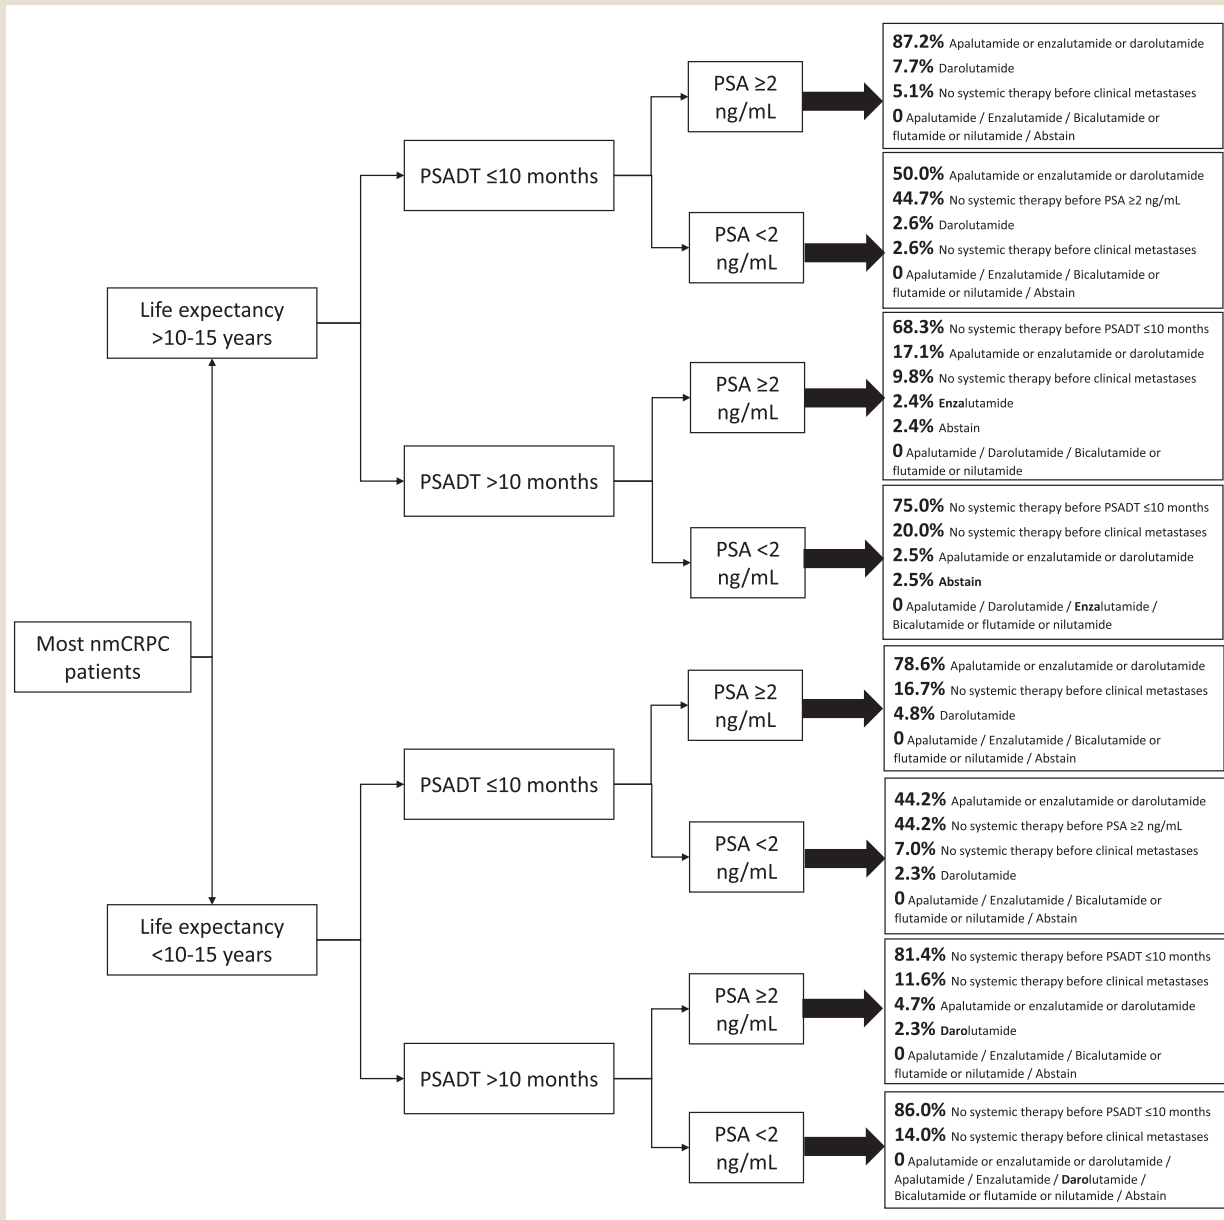 Most nmCRPC
patients
Life expectancy
>10-15 years
PSADT ≤10 months
PSA ≥2
ng/mL
87.2% Apalutamide or enzalutamide or darolutamide
7.7% Darolutamide
5.1% No systemic therapy before clinical metastases
0 Apalutamide / Enzalutamide / Bicalutamide or
flutamide or nilutamide / Abstain
PSA <2
ng/mL
50.0% Apalutamide or enzalutamide or darolutamide
44.7% No systemic therapy before PSA ≥2 ng/mL
2.6% Darolutamide
2.6% No systemic therapy before clinical metastases
0 Apalutamide / Enzalutamide / Bicalutamide or
flutamide or nilutamide / Abstain
PSADT >10 months
PSA ≥2
ng/mL
68.3% No systemic therapy before PSADT ≤10 months
17.1% Apalutamide or enzalutamide or darolutamide
9.8% No systemic therapy before clinical metastases
2.4% Enzalutamide
2.4% Abstain
0 Apalutamide / Darolutamide / Bicalutamide or
flutamide or nilutamide
PSA <2
ng/mL
75.0% No systemic therapy before PSADT ≤10 months
20.0% No systemic therapy before clinical metastases
2.5% Apalutamide or enzalutamide or darolutamide
2.5% Abstain
0 Apalutamide / Darolutamide / Enzalutamide /
Bicalutamide or flutamide or nilutamide
Life expectancy
<10-15 years
PSADT ≤10 months
PSA ≥2
ng/mL
78.6% Apalutamide or enzalutamide or darolutamide
16.7% No systemic therapy before clinical metastases
4.8% Darolutamide
0 Apalutamide / Enzalutamide / Bicalutamide or
flutamide or nilutamide / Abstain
PSA <2
ng/mL
44.2% Apalutamide or enzalutamide or darolutamide
44.2% No systemic therapy before PSA ≥2 ng/mL
7.0% No systemic therapy before clinical metastases
2.3% Darolutamide
0 Apalutamide / Enzalutamide / Bicalutamide or
flutamide or nilutamide / Abstain
PSADT >10 months
PSA ≥2
ng/mL
81.4% No systemic therapy before PSADT ≤10 months
11.6% No systemic therapy before clinical metastases
4.7% Apalutamide or enzalutamide or darolutamide
2.3% Darolutamide
0 Apalutamide / Enzalutamide / Bicalutamide or
flutamide or nilutamide / Abstain
PSA <2
ng/mL
86.0% No systemic therapy before PSADT ≤10 months
14.0% No systemic therapy before clinical metastases
0 Apalutamide or enzalutamide or darolutamide /
Apalutamide / Enzalutamide / Darolutamide /
Bicalutamide or flutamide or nilutamide / Abstain